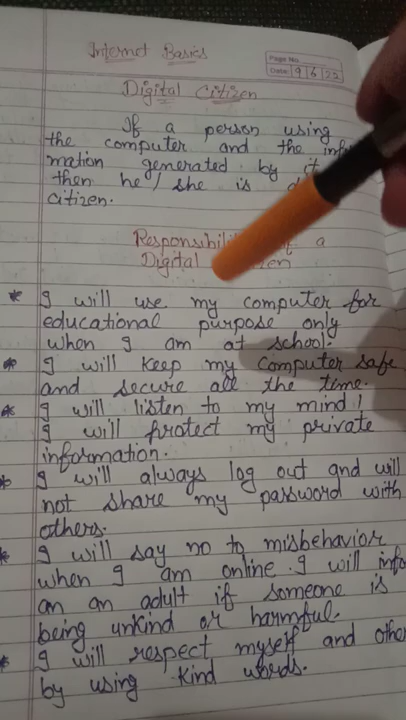 Internet Basics
Page No.
Date: 9 6 22
Digital Citizen
If a person using
the computer and the infor
mation generated by it
then he / she is
citizen.
Responsibili of a
Digital
* I will use my computer for
educational purpose only
when I am at school.
* I will keep my computer safe
and secure all the time.
* I will listen to my mind!
I will protect my private
information.
* I will always log out and will
not share my password with
others.
* I will say no to misbehavior
when I am online. I will info
an an adult if someone is
being unkind or harmful.
* I will respect myself and other
by using kind words.